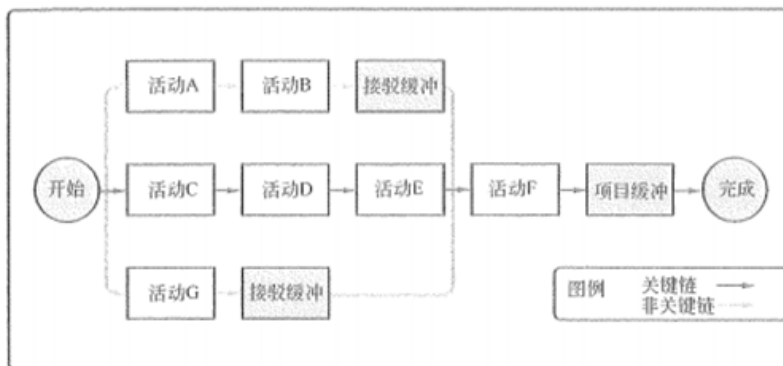 活动A
活动B
接驳缓冲
开始
活动C
活动D
活动E
活动F
项目缓冲
完成
活动G
接驳缓冲
图例
关键链
非关键链